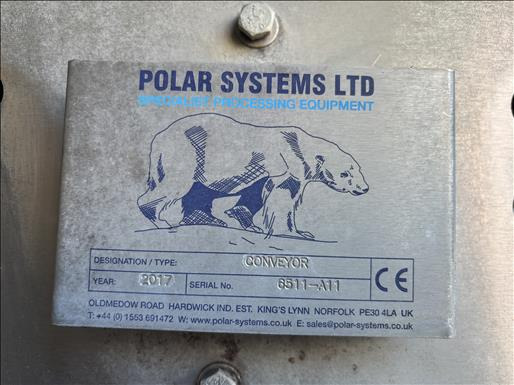 POLAR SYSTEMS LTD
SPECIALIST PROCESSING EQUIPMENT
DESIGNATION / TYPE: CONVEYOR
YEAR: 2017 SERIAL No. 6511-A11
CE
OLDMEDOW ROAD HARDWICK IND. EST. KING'S LYNN NORFOLK PE30 4LA UK
T: +44 (0) 1553 691472 W: www.polar-systems.co.uk E: sales@polar-systems.co.uk